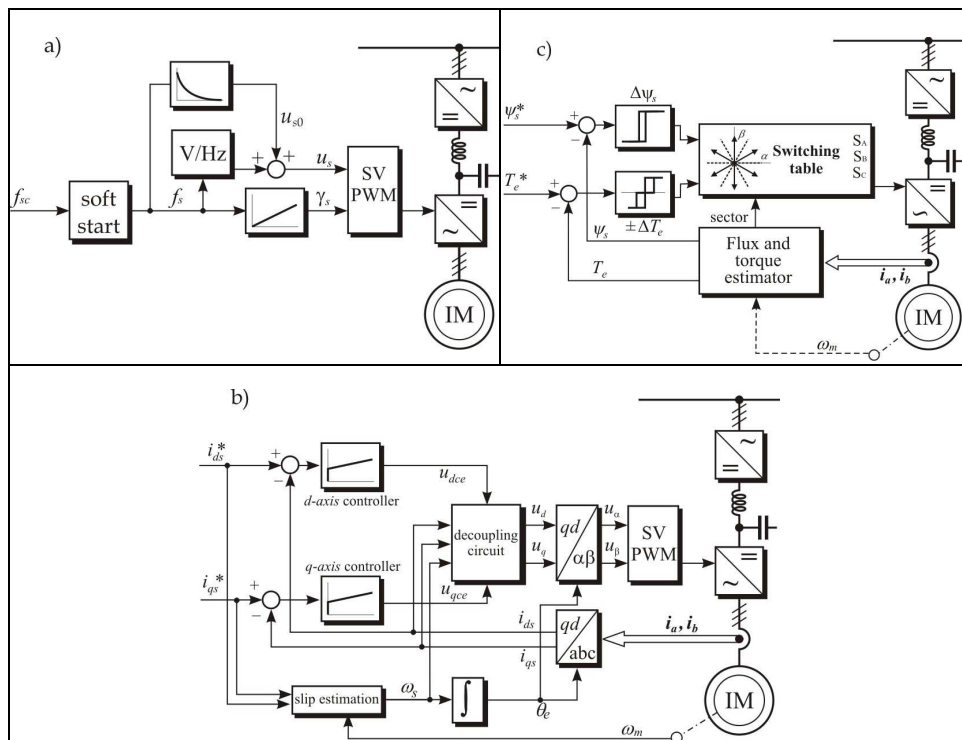 a)
u_s0
V/Hz
+
+
u_s
SV
PWM
~
=
=
~
f_sc
soft
start
f_s
γ_s
IM
c)
Δψ_s
ψ_s*
+
−
T_e*
+
−
± ΔT_e
β
α
Switching
table
S_A
S_B
S_C
sector
ψ_s
T_e
Flux and
torque
estimator
i_a, i_b
~
=
=
~
IM
ω_m
b)
i_ds*
+
−
d-axis controller
u_dce
i_qs*
+
−
q-axis controller
u_qce
decoupling
circuit
u_d
u_q
qd
αβ
u_α
u_β
SV
PWM
~
=
=
~
i_ds
i_qs
qd
abc
i_a, i_b
slip estimation
ω_s
∫
θ_e
ω_m
IM